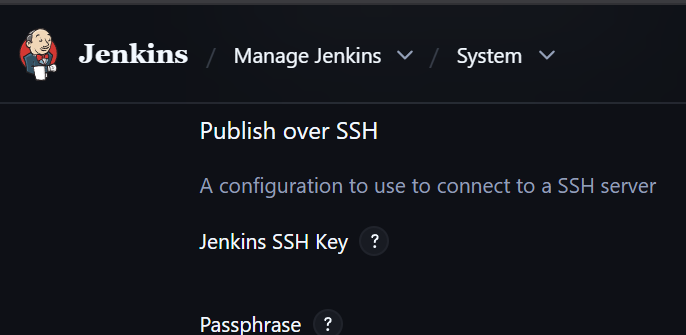 Jenkins / Manage Jenkins / System
Publish over SSH
A configuration to use to connect to a SSH server
Jenkins SSH Key ?
Passphrase ?